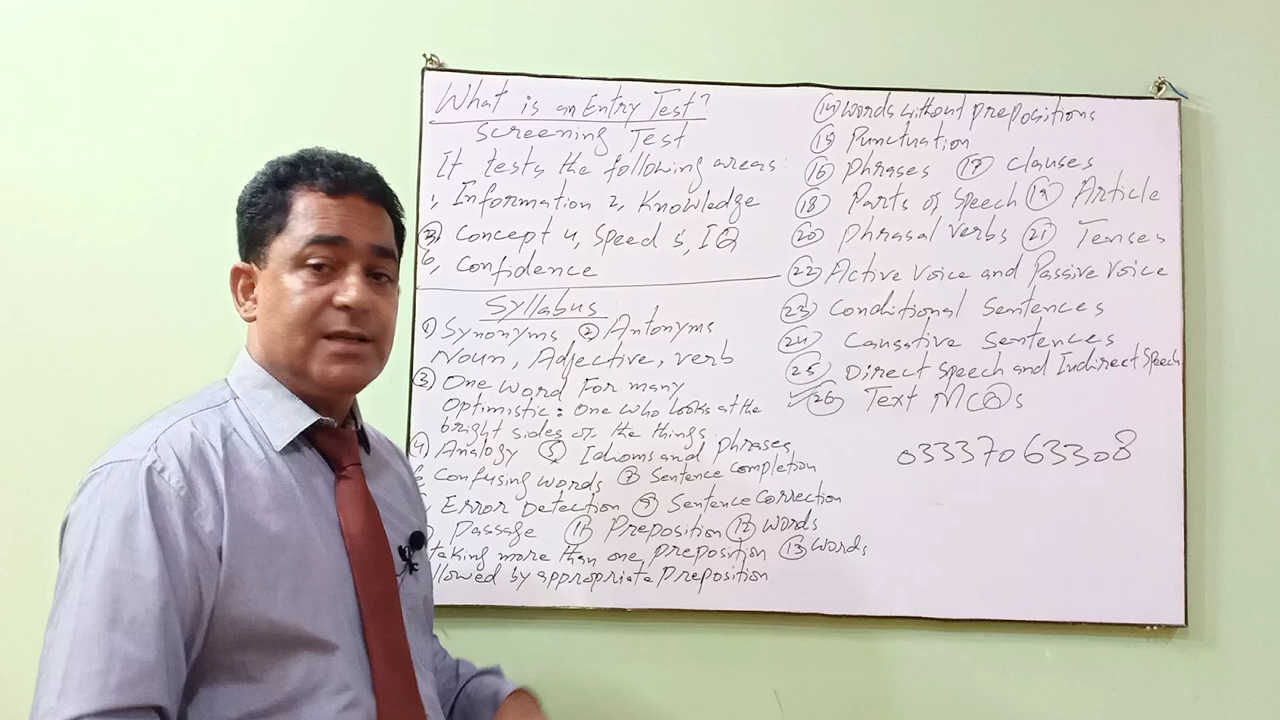 What is an Entry Test?
Screening Test
It tests the following areas
1, Information 2, Knowledge
3, Concept 4, Speed 5, IQ
6, Confidence
Syllabus
1) Synonyms 2 Antonyms
Noun, Adjective, verb
3 One word For many
Optimistic: One who looks at the
bright sides of the things.
4 Analogy 5 Idioms and phrases,
6 Confusing words 7 Sentence completion
Error Detection 9 Sentence Correction
Passage 11 Preposition 12 words
taking more than one preposition 13 words
llowed by appropriate Preposition
14 words without prepositions
15 Punctuation
16 Phrases 17 Clauses
18 Parts of Speech 19 Article
20 Phrasal verbs 21 Tenses
22 Active voice and Passive voice
23 Conditional Sentences
24 Causative sentences
25 Direct speech and Indirect Speech
26 Text MCQs
03337063308